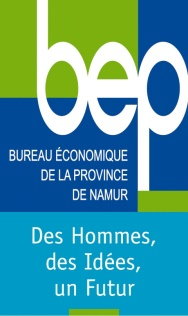 bep
BUREAU ÉCONOMIQUE
DE LA PROVINCE
DE NAMUR
Des Hommes,
des Idées,
un Futur